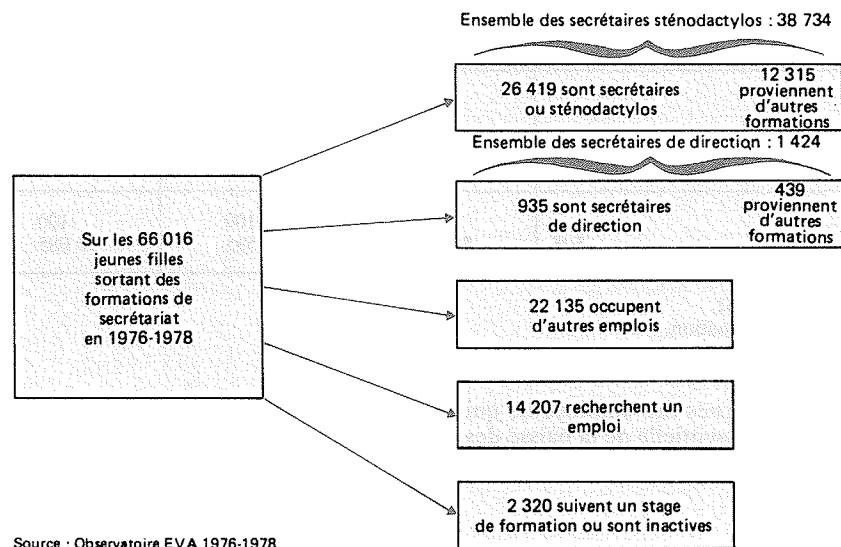 Ensemble des secrétaires sténodactylos : 38 734
26 419 sont secrétaires
ou sténodactylos
12 315
proviennent
d'autres
formations
Ensemble des secrétaires de direction : 1 424
935 sont secrétaires
de direction
439
proviennent
d'autres
formations
Sur les 66 016
jeunes filles
sortant des
formations de
secrétariat
en 1976-1978
22 135 occupent
d'autres emplois
14 207 recherchent un
emploi
2 320 suivent un stage
de formation ou sont inactives
Source : Observatoire EVA 1976-1978